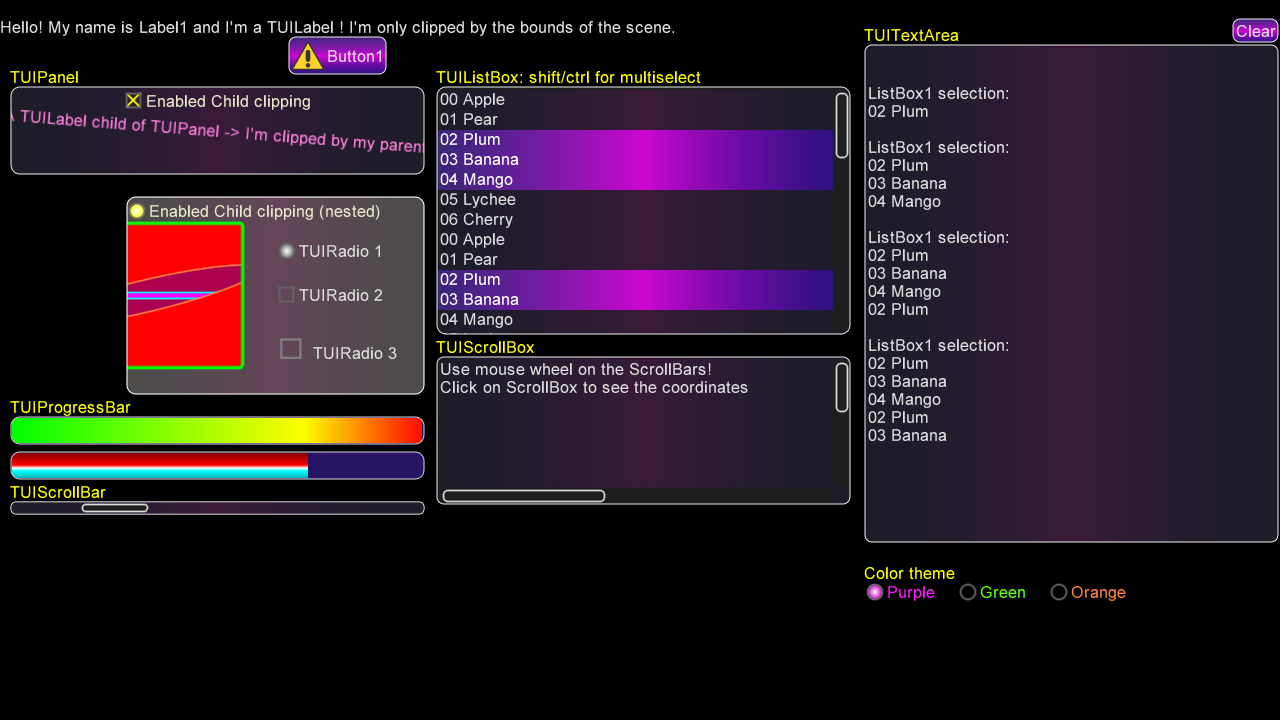 Hello! My name is Label1 and I'm a TUILabel ! I'm only clipped by the bounds of the scene.
Button1
TUIPanel
Enabled Child clipping
TUILabel child of TUIPanel -> I'm clipped by my paren
Enabled Child clipping (nested)
TUIRadio 1
TUIRadio 2
TUIRadio 3
TUIProgressBar
TUIScrollBar
TUIListBox: shift/ctrl for multiselect
00 Apple
01 Pear
02 Plum
03 Banana
04 Mango
05 Lychee
06 Cherry
00 Apple
01 Pear
02 Plum
03 Banana
04 Mango
TUIScrollBox
Use mouse wheel on the ScrollBars!
Click on ScrollBox to see the coordinates
TUITextArea
Clear
ListBox1 selection:
02 Plum
ListBox1 selection:
02 Plum
03 Banana
04 Mango
ListBox1 selection:
02 Plum
03 Banana
04 Mango
02 Plum
ListBox1 selection:
02 Plum
03 Banana
04 Mango
02 Plum
03 Banana
Color theme
Purple
Green
Orange